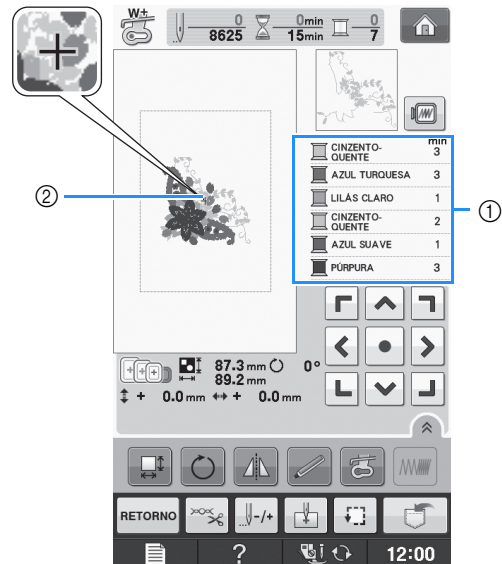 W+
0 0min 0
8625 15min 7
min
CINZENTO-
QUENTE 3
AZUL TURQUESA 3
LILÁS CLARO 1
CINZENTO-
QUENTE 2
AZUL SUAVE 1
PÚRPURA 3
①
②
87.3 mm 0°
89.2 mm
+ 0.0 mm + 0.0 mm
RETORNO -/+
? 12:00